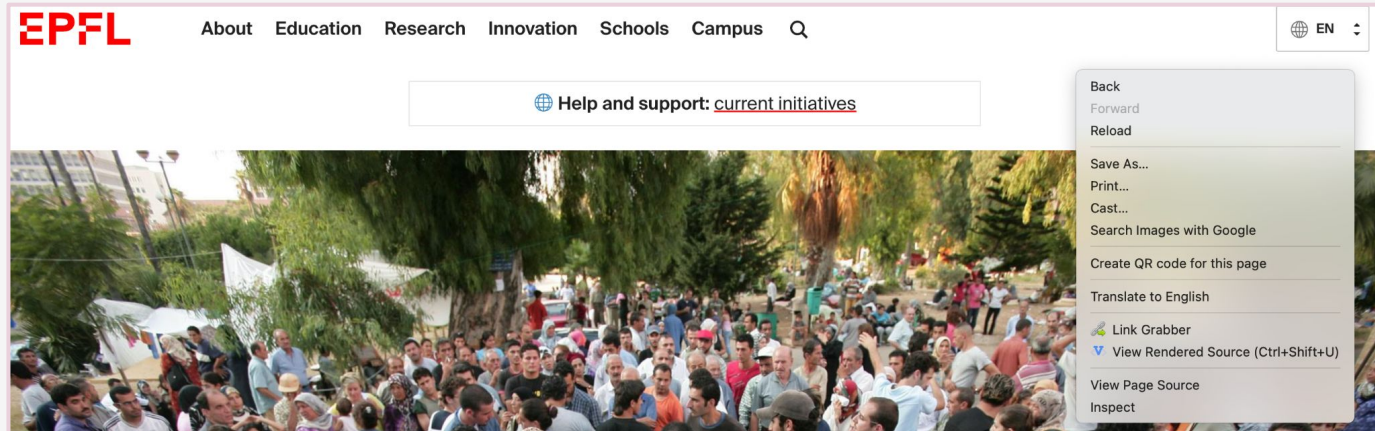 EPFL About Education Research Innovation Schools Campus EN
Help and support: current initiatives
Back
Forward
Reload
Save As...
Print...
Cast...
Search Images with Google
Create QR code for this page
Translate to English
Link Grabber
View Rendered Source (Ctrl+Shift+U)
View Page Source
Inspect